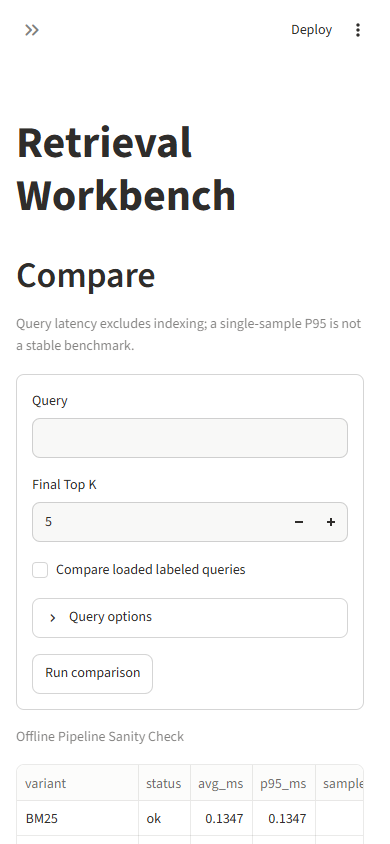 Deploy
Retrieval
Workbench
Compare
Query latency excludes indexing; a single-sample P95 is not
a stable benchmark.
Query
Final Top K
5
Compare loaded labeled queries
Query options
Run comparison
Offline Pipeline Sanity Check
variant status avg_ms p95_ms sample
BM25 ok 0.1347 0.1347